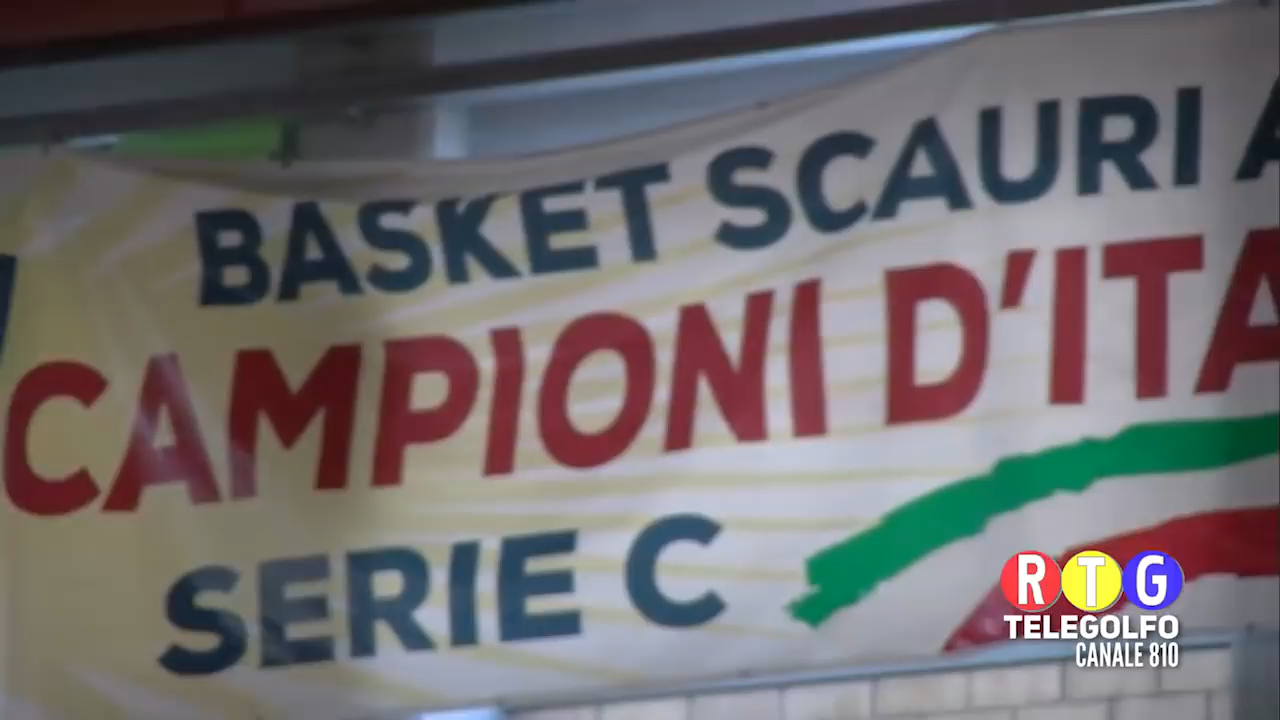 BASKET SCAURI A
CAMPIONI D'ITA
SERIE C
RTG
TELEGOLFO
CANALE 810